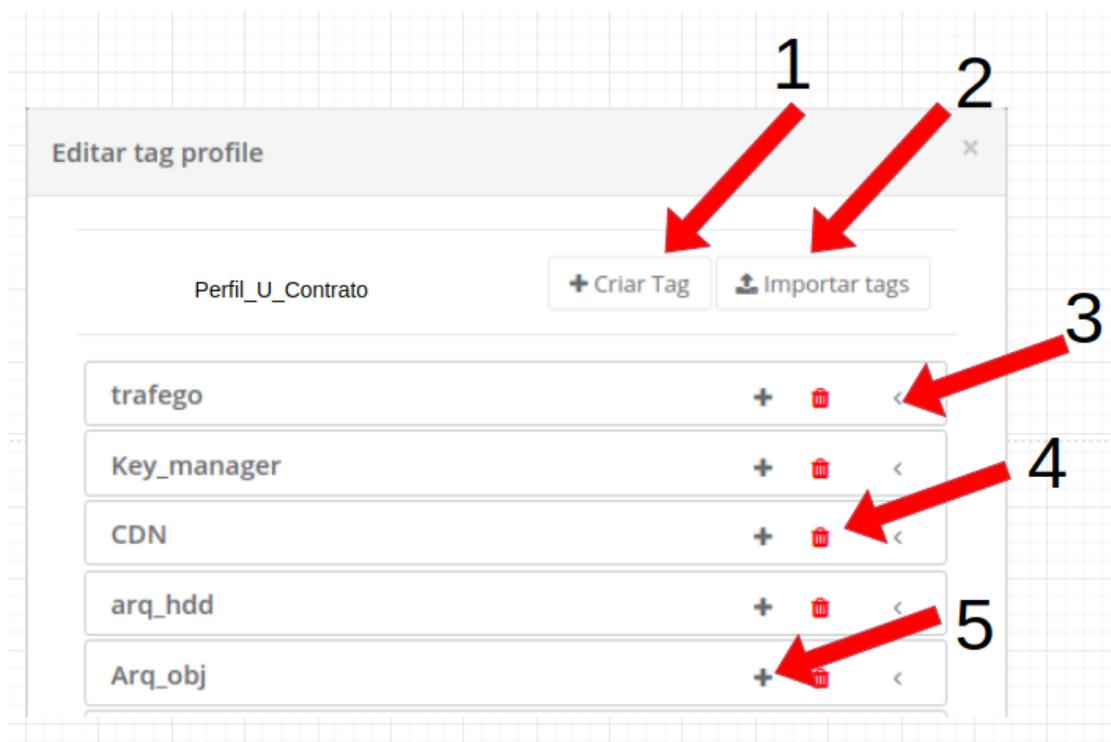 1
2
Editar tag profile ×
Perfil_U_Contrato + Criar Tag Importar tags
3
trafego
Key_manager
4
CDN
arq_hdd
5
Arq_obj